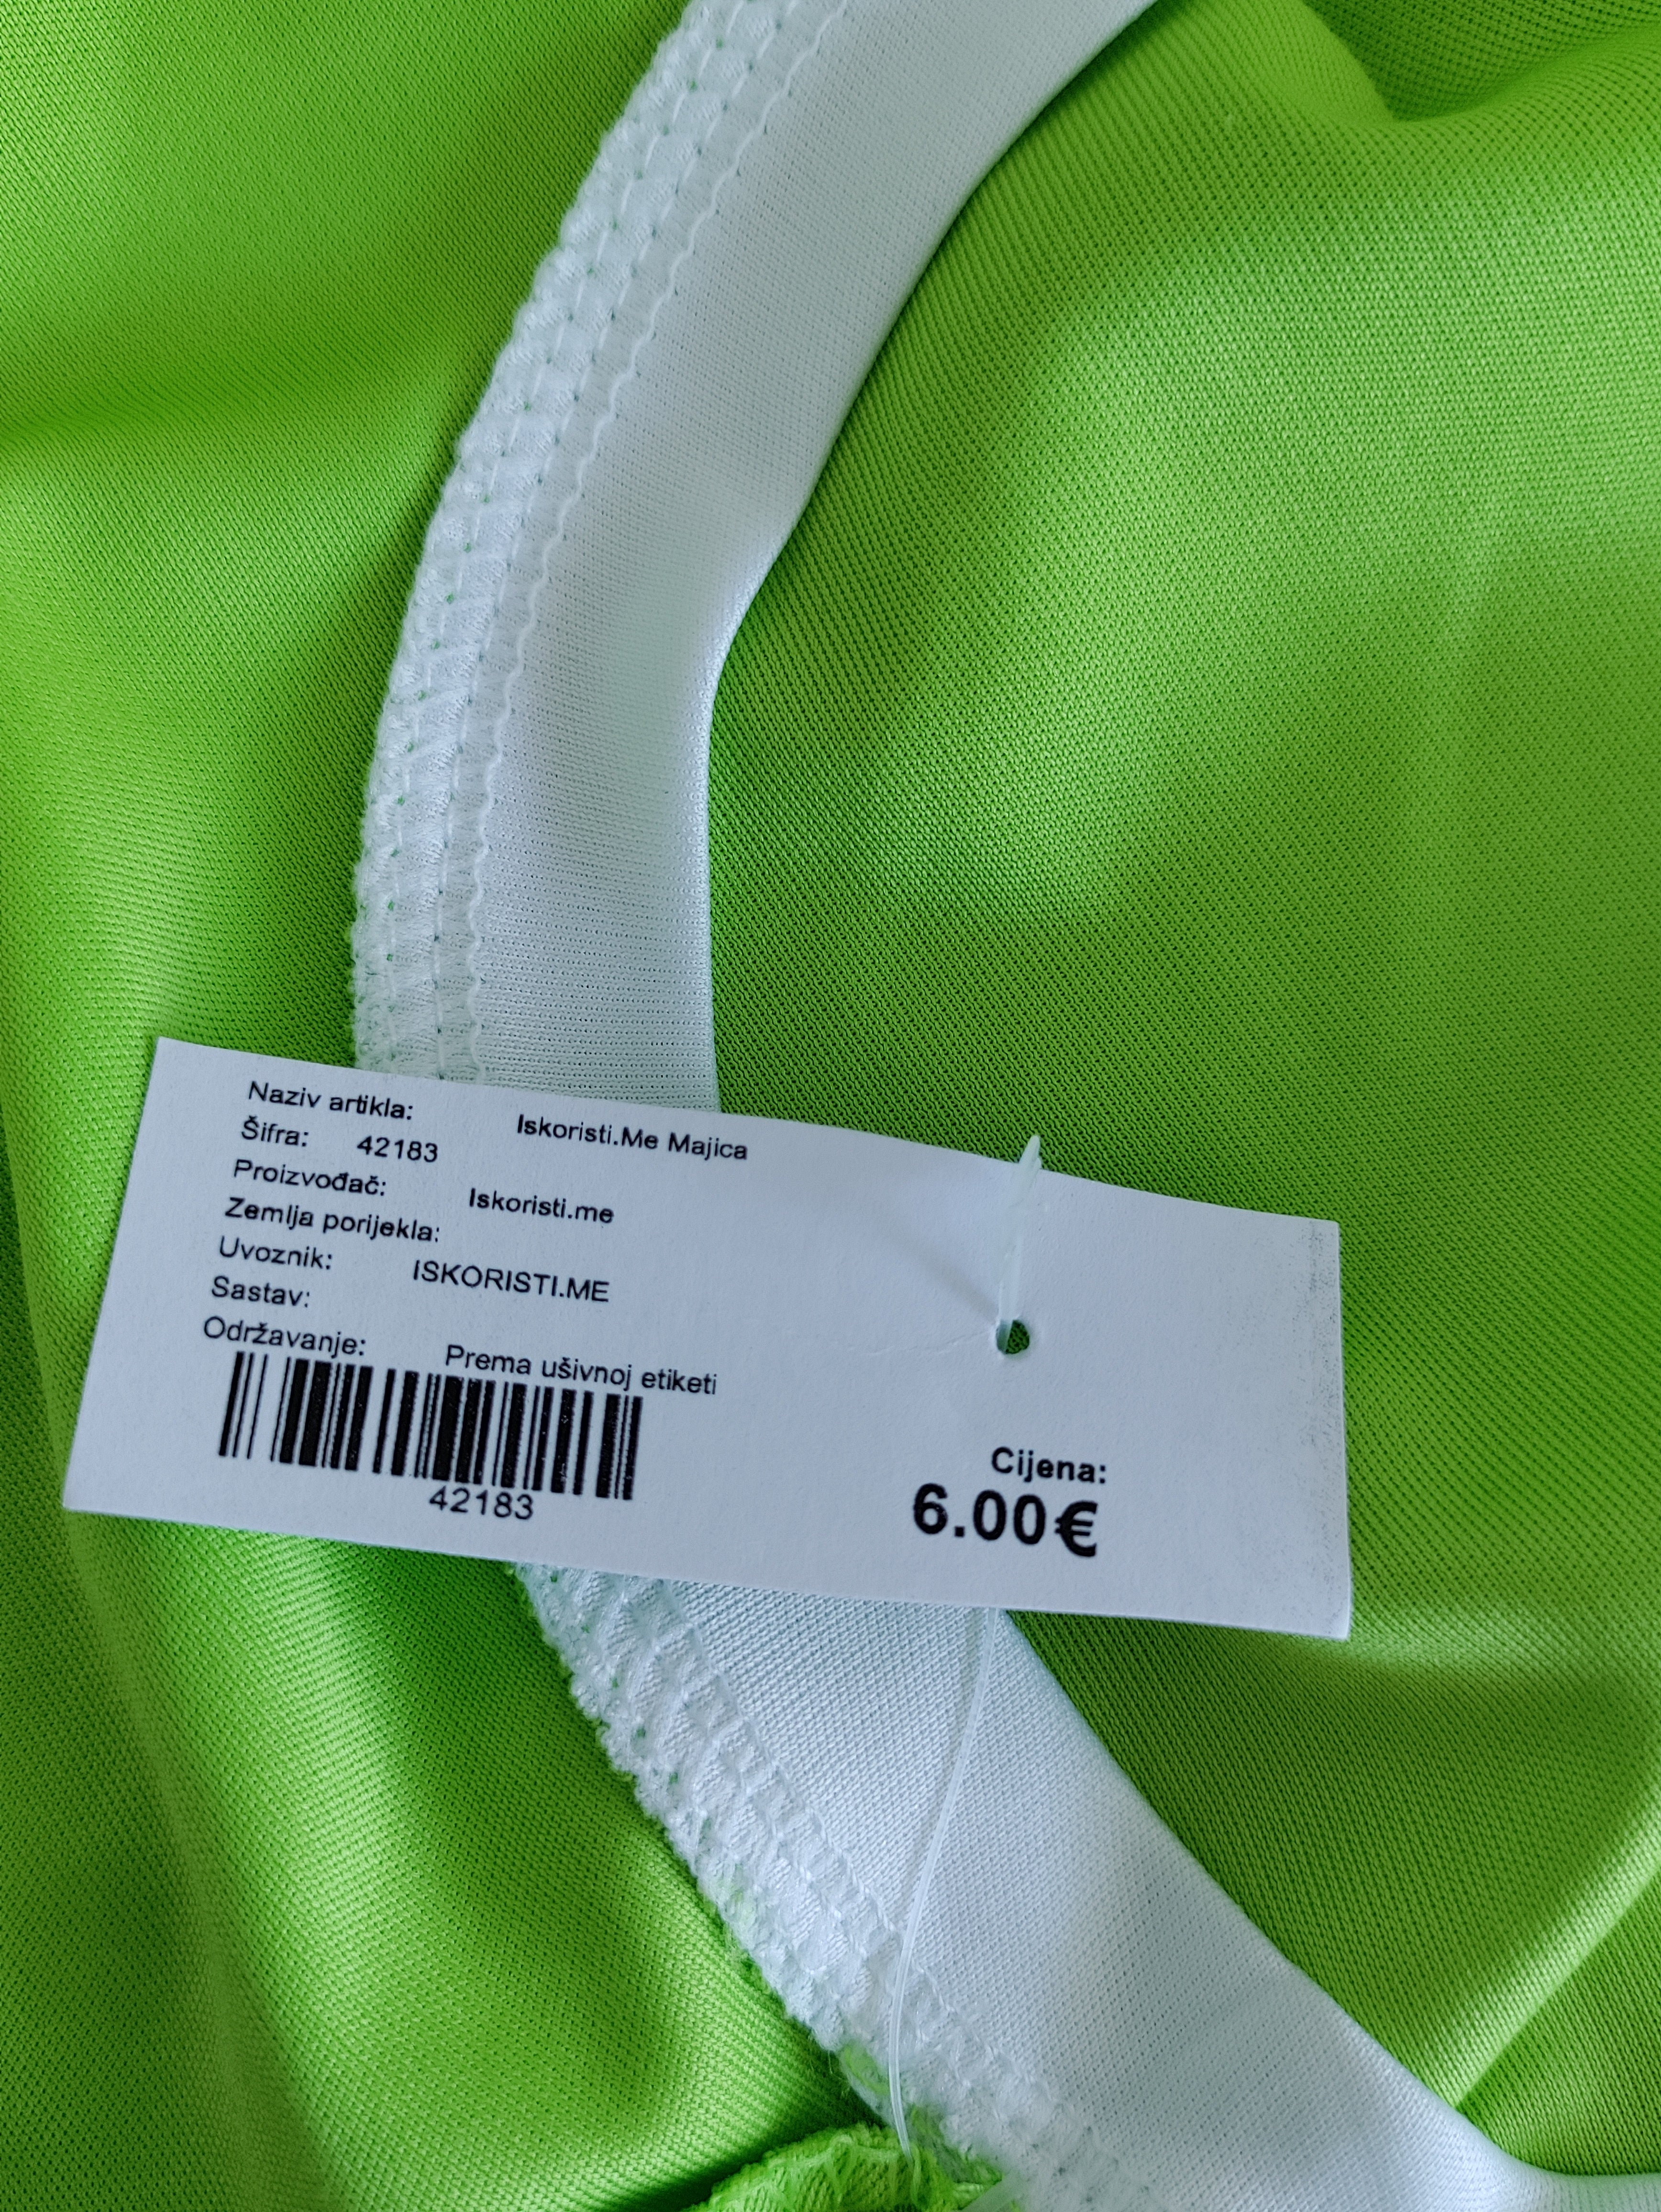 Naziv artikla: Iskoristi.Me Majica
Šifra: 42183
Proizvođač: Iskoristi.me
Zemlja porijekla:
Uvoznik: ISKORISTI.ME
Sastav:
Održavanje: Prema ušivnoj etiketi
42183
Cijena:
6.00€